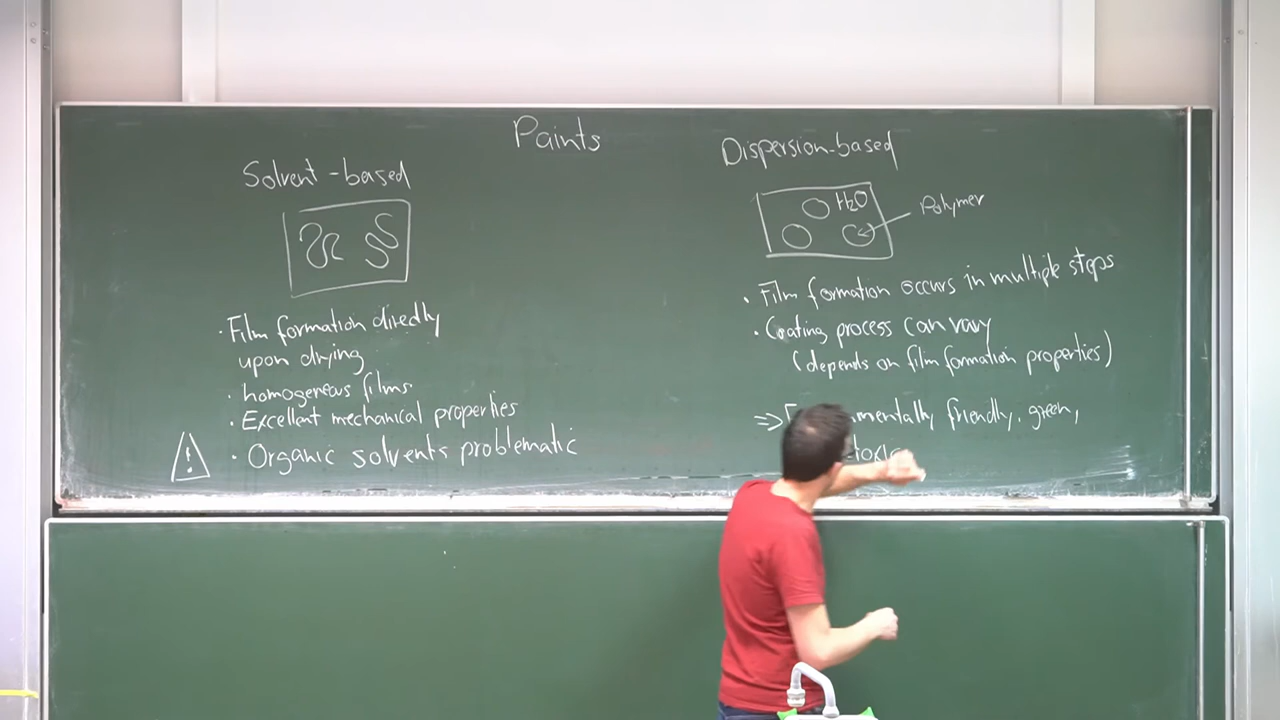 Paints
Solvent-based
· Film formation directly
upon drying
· homogeneous films
· Excellent mechanical properties
! · Organic solvents problematic
Dispersion-based
H₂O
Polymer
· Film formation occurs in multiple steps
· Coating process can vary
(depends on film formation properties)
⇒ friendly, green,